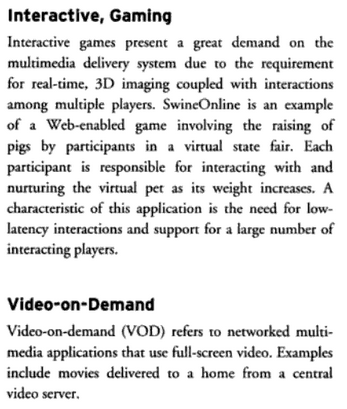 Interactive, Gaming
Interactive games present a great demand on the
multimedia delivery system due to the requirement
for real-time, 3D imaging coupled with interactions
among multiple players. SwineOnline is an example
of a Web-enabled game involving the raising of
pigs by participants in a virtual state fair. Each
participant is responsible for interacting with and
nurturing the virtual pet as its weight increases. A
characteristic of this application is the need for low-
latency interactions and support for a large number of
interacting players.
Video-on-Demand
Video-on-demand (VOD) refers to networked multi-
media applications that use full-screen video. Examples
include movies delivered to a home from a central
video server.